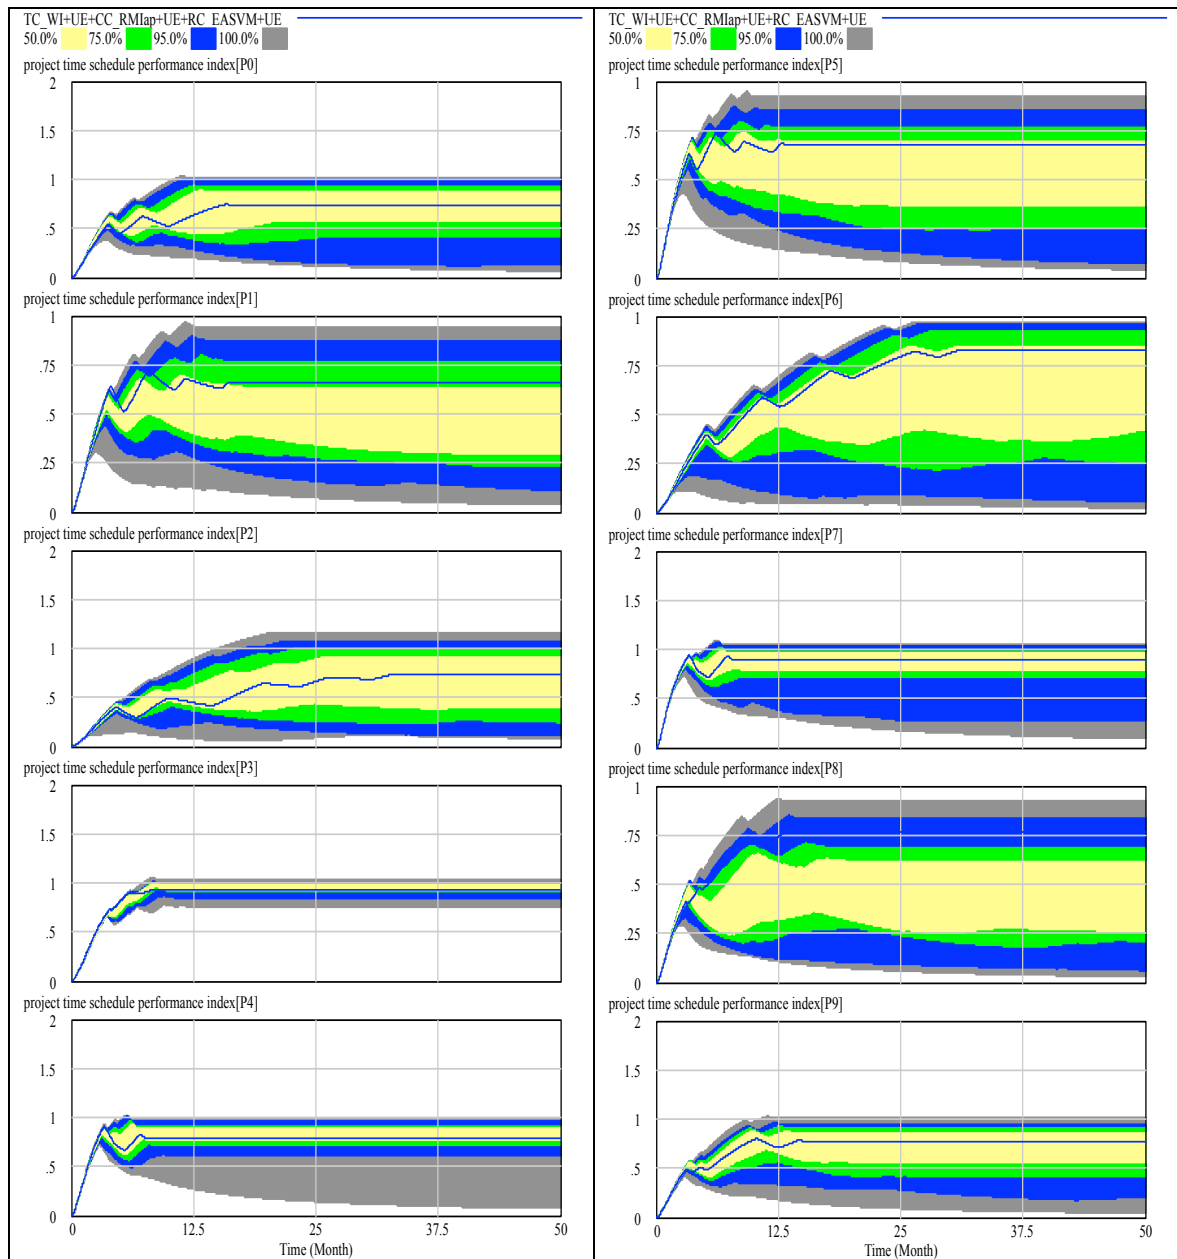 TC_WI+UE+CC_RMIap+UE+RC_EASVM+UE
50.0% 75.0% 95.0% 100.0%
project time schedule performance index[P0]
2
1.5
1
.5
0
project time schedule performance index[P1]
1
.75
.5
.25
0
project time schedule performance index[P2]
2
1.5
1
.5
0
project time schedule performance index[P3]
2
1.5
1
.5
0
project time schedule performance index[P4]
2
1.5
1
.5
0
0 12.5 25 37.5 50
Time (Month)
TC_WI+UE+CC_RMIap+UE+RC_EASVM+UE
50.0% 75.0% 95.0% 100.0%
project time schedule performance index[P5]
1
.75
.5
.25
0
project time schedule performance index[P6]
1
.75
.5
.25
0
project time schedule performance index[P7]
2
1.5
1
.5
0
project time schedule performance index[P8]
1
.75
.5
.25
0
project time schedule performance index[P9]
2
1.5
1
.5
0
0 12.5 25 37.5 50
Time (Month)